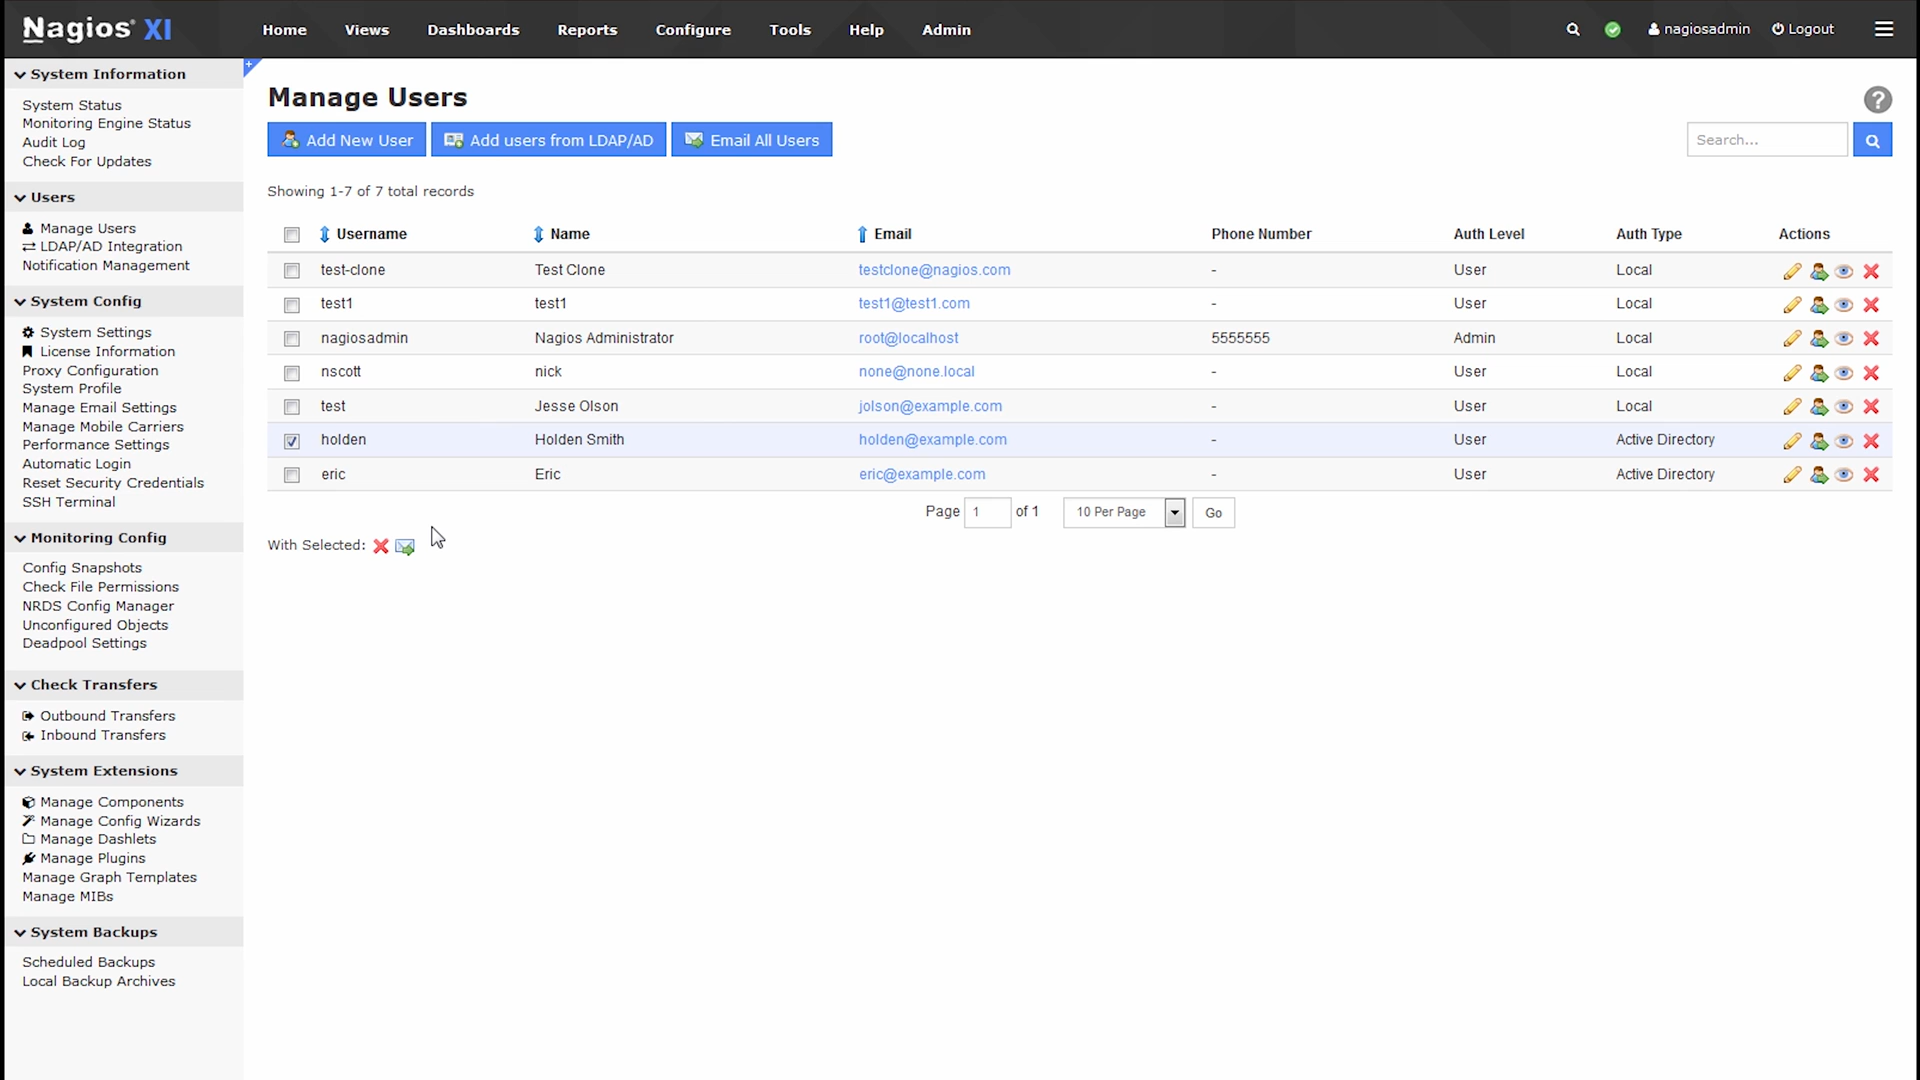 Nagios® XI
Home Views Dashboards Reports Configure Tools Help Admin
nagiosadmin Logout
System Information
System Status
Monitoring Engine Status
Audit Log
Check For Updates
Users
Manage Users
LDAP/AD Integration
Notification Management
System Config
System Settings
License Information
Proxy Configuration
System Profile
Manage Email Settings
Manage Mobile Carriers
Performance Settings
Automatic Login
Reset Security Credentials
SSH Terminal
Monitoring Config
Config Snapshots
Check File Permissions
NRDS Config Manager
Unconfigured Objects
Deadpool Settings
Check Transfers
Outbound Transfers
Inbound Transfers
System Extensions
Manage Components
Manage Config Wizards
Manage Dashlets
Manage Plugins
Manage Graph Templates
Manage MIBs
System Backups
Scheduled Backups
Local Backup Archives
Manage Users
?
Add New User Add users from LDAP/AD Email All Users
Search...
Showing 1-7 of 7 total records
Username Name Email Phone Number Auth Level Auth Type Actions
test-clone Test Clone testclone@nagios.com - User Local
test1 test1 test1@test1.com - User Local
nagiosadmin Nagios Administrator root@localhost 5555555 Admin Local
nscott nick none@none.local - User Local
test Jesse Olson jolson@example.com - User Local
holden Holden Smith holden@example.com - User Active Directory
eric Eric eric@example.com - User Active Directory
Page 1 of 1 10 Per Page Go
With Selected: